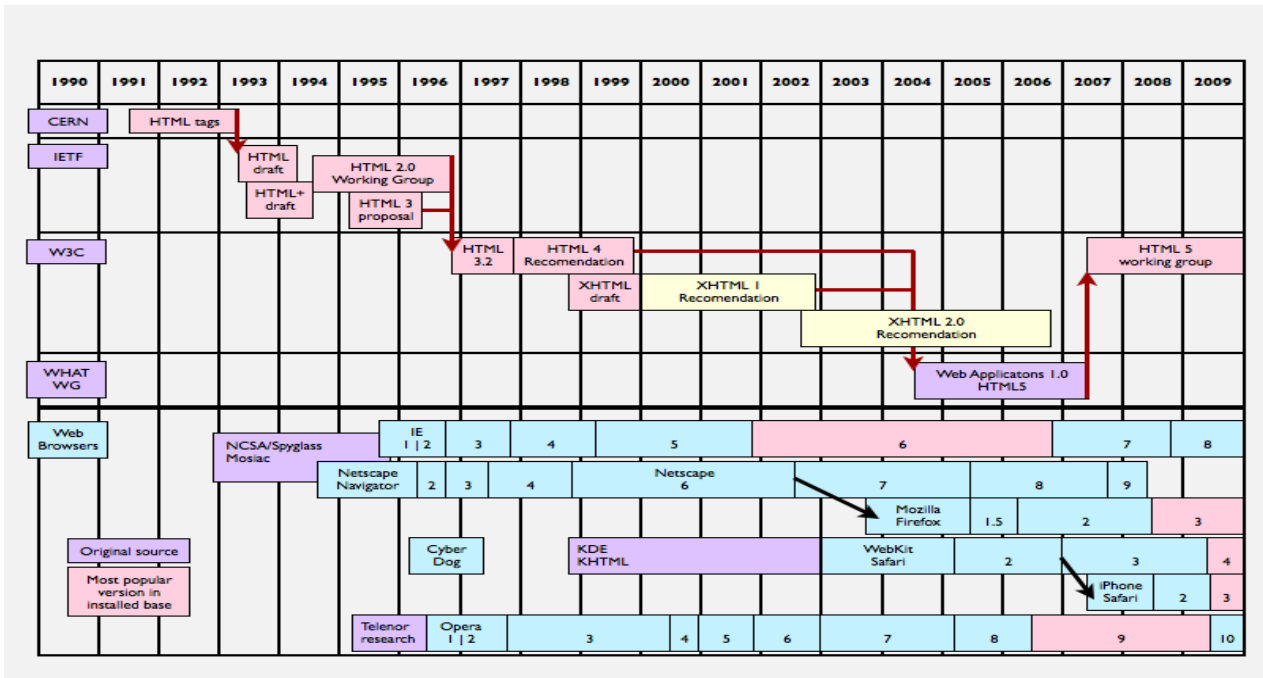 1990 1991 1992 1993 1994 1995 1996 1997 1998 1999 2000 2001 2002 2003 2004 2005 2006 2007 2008 2009
CERN
HTML tags
IETF
HTML
draft
HTML+
draft
HTML 2.0
Working Group
HTML 3
proposal
W3C
HTML
3.2
HTML 4
Recomendation
HTML 5
working group
XHTML
draft
XHTML 1
Recomendation
XHTML 2.0
Recomendation
WHAT
WG
Web Applicatons 1.0
HTML5
Web
Browsers
NCSA/Spyglass
Mosiac
IE
1 | 2
3
4
5
6
7
8
Netscape
Navigator
2
3
4
Netscape
6
7
8
9
Mozilla
Firefox
1.5
2
3
Original source
Cyber
Dog
KDE
KHTML
WebKit
Safari
2
3
4
Most popular
version in
installed base
iPhone
Safari
2
3
Telenor
research
Opera
1 | 2
3
4
5
6
7
8
9
10